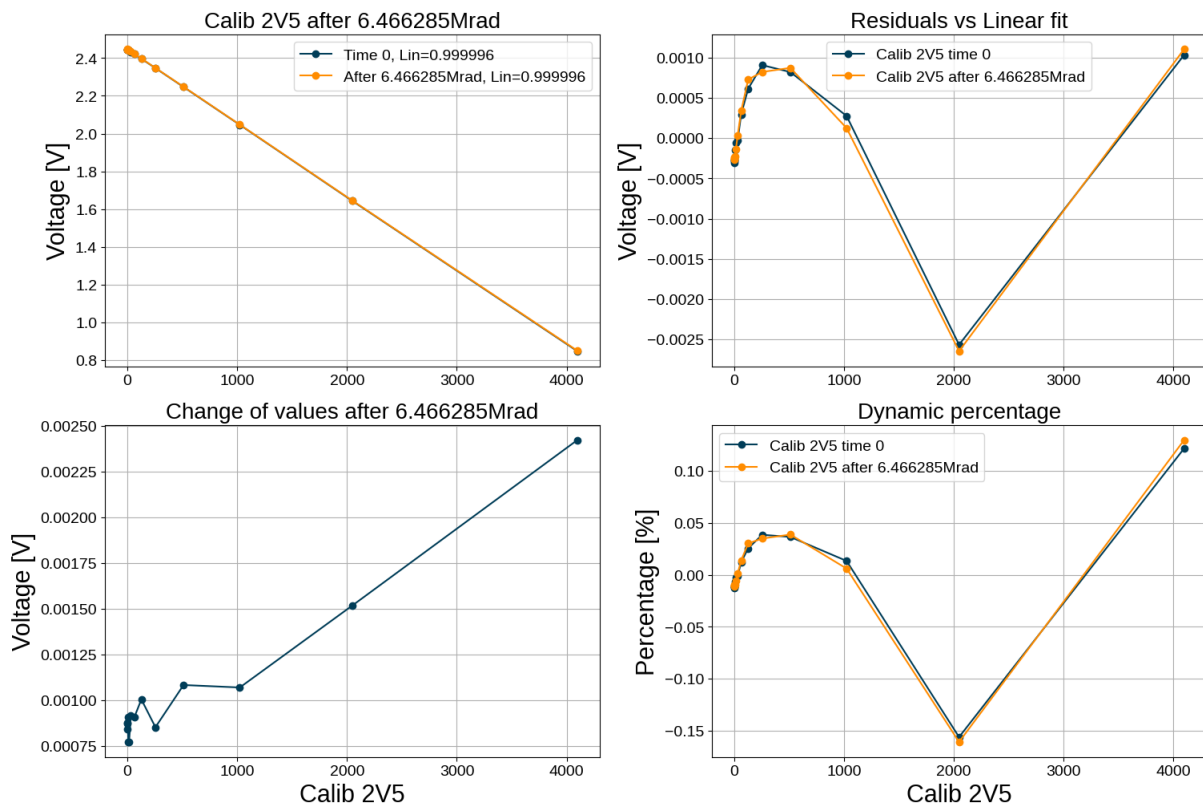 Calib 2V5 after 6.466285Mrad
Voltage [V]
2.4
2.2
2.0
1.8
1.6
1.4
1.2
1.0
0.8
Time 0, Lin=0.999996
After 6.466285Mrad, Lin=0.999996
0 1000 2000 3000 4000
Residuals vs Linear fit
Voltage [V]
0.0010
0.0005
0.0000
−0.0005
−0.0010
−0.0015
−0.0020
−0.0025
Calib 2V5 time 0
Calib 2V5 after 6.466285Mrad
0 1000 2000 3000 4000
Change of values after 6.466285Mrad
Voltage [V]
0.00250
0.00225
0.00200
0.00175
0.00150
0.00125
0.00100
0.00075
0 1000 2000 3000 4000
Calib 2V5
Dynamic percentage
Percentage [%]
0.10
0.05
0.00
−0.05
−0.10
−0.15
Calib 2V5 time 0
Calib 2V5 after 6.466285Mrad
0 1000 2000 3000 4000
Calib 2V5